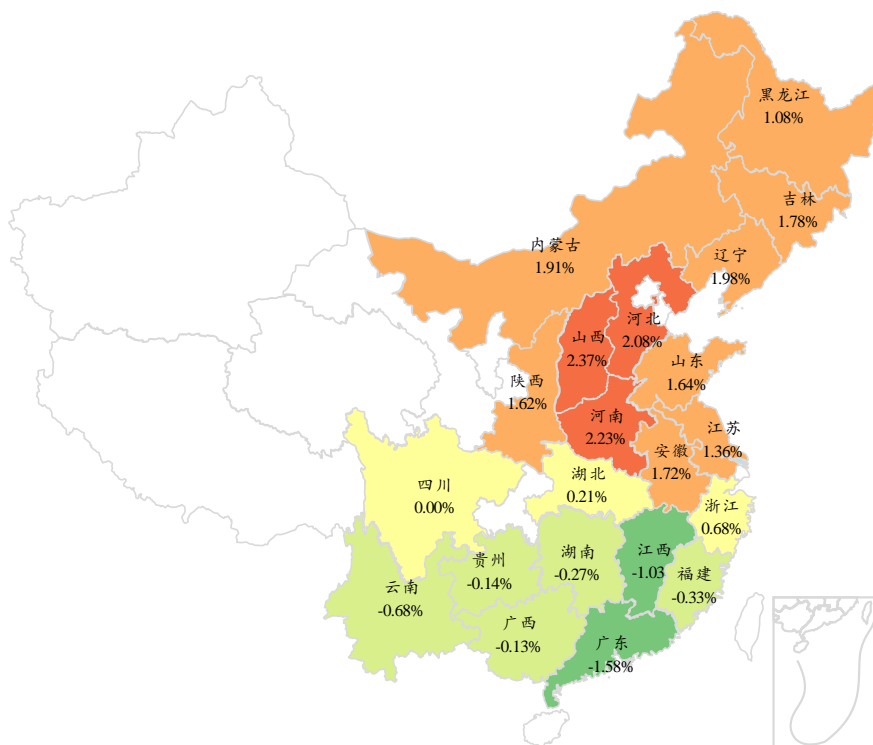 黑龙江
1.08%
吉林
1.78%
内蒙古
1.91%
辽宁
1.98%
河北
2.08%
山西
2.37%
山东
1.64%
陕西
1.62%
河南
2.23%
江苏
1.36%
安徽
1.72%
湖北
0.21%
四川
0.00%
浙江
0.68%
湖南
-0.27%
江西
-1.03
贵州
-0.14%
福建
-0.33%
云南
-0.68%
广西
-0.13%
广东
-1.58%